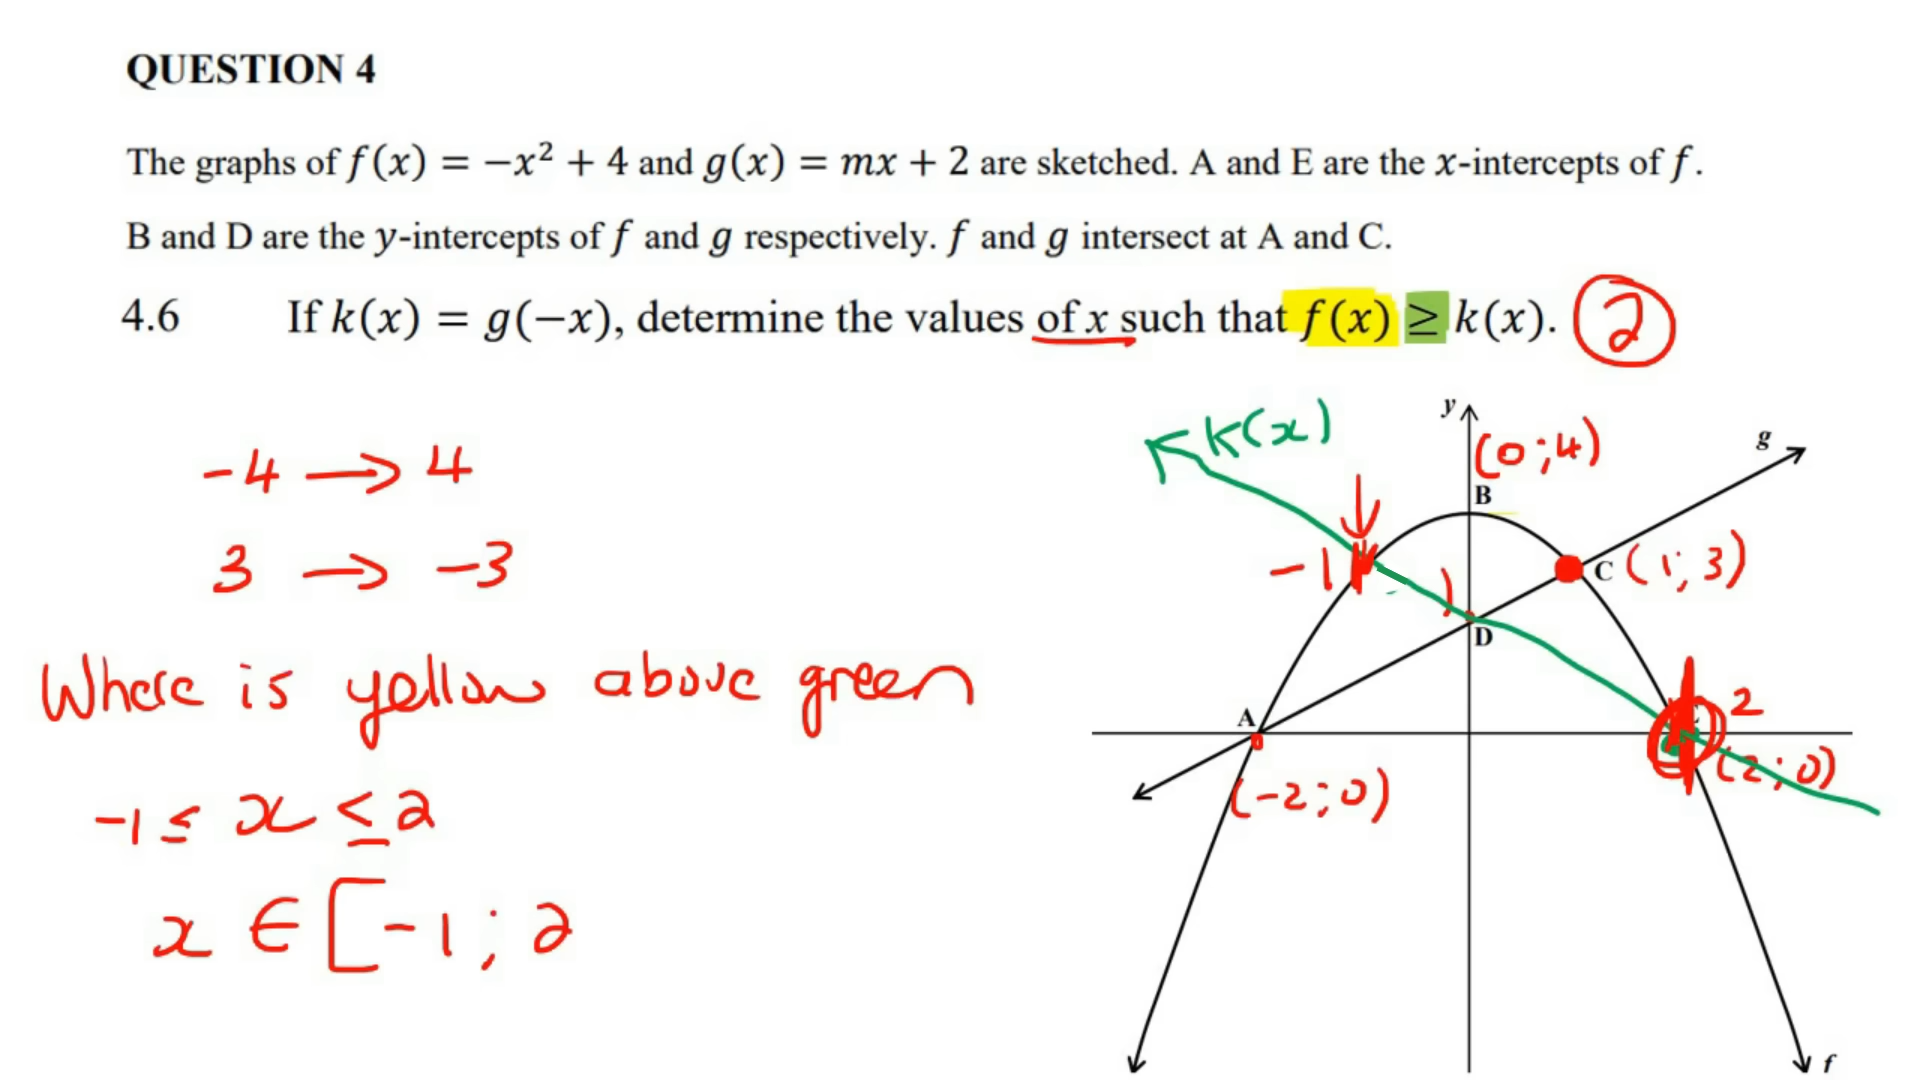 QUESTION 4
The graphs of f(x) = −x² + 4 and g(x) = mx + 2 are sketched. A and E are the x-intercepts of f.
B and D are the y-intercepts of f and g respectively. f and g intersect at A and C.
4.6 If k(x) = g(−x), determine the values of x such that f(x) ≥ k(x). 2
-4 → 4
3 → -3
Where is yellow above green
-1 ≤ x ≤ 2
x ∈ [-1; 2
k(x)
y
(0;4)
g
B
-1
C (1;3)
D
A
2
(-2;0)
(2;0)
f